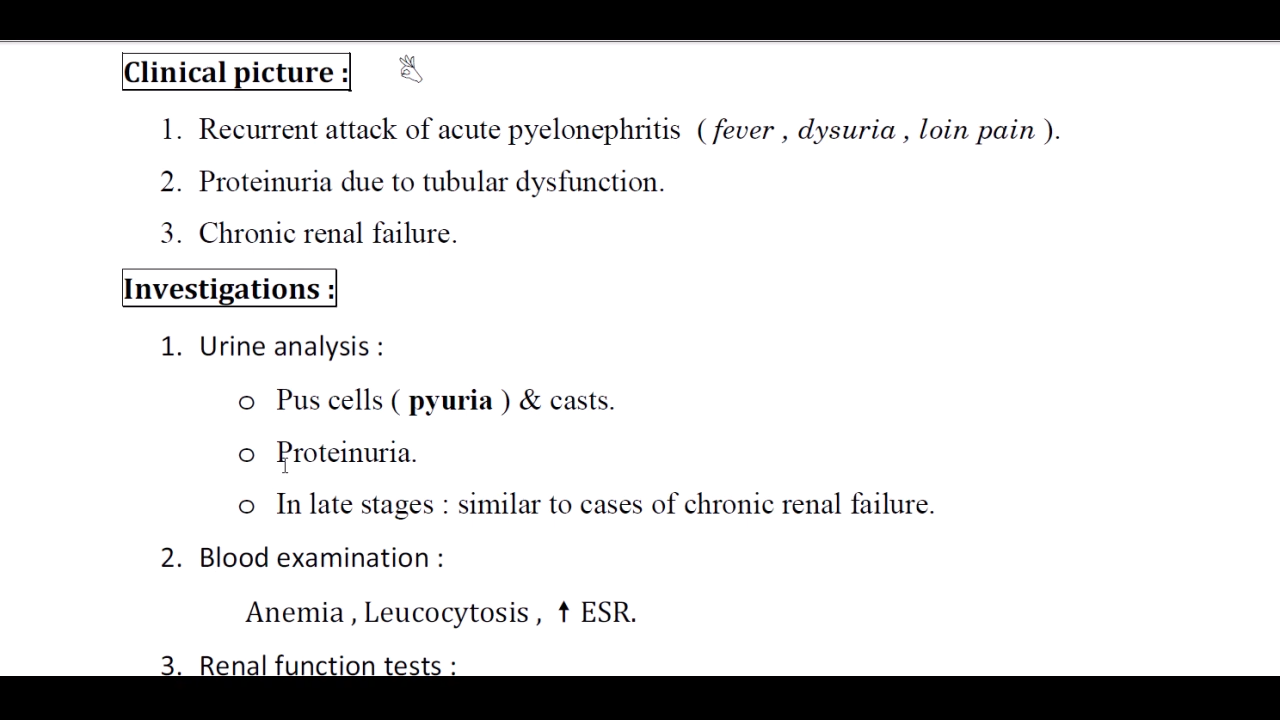 Clinical picture :
1. Recurrent attack of acute pyelonephritis ( fever , dysuria , loin pain ).
2. Proteinuria due to tubular dysfunction.
3. Chronic renal failure.
Investigations :
1. Urine analysis :
o Pus cells ( pyuria ) & casts.
o Proteinuria.
o In late stages : similar to cases of chronic renal failure.
2. Blood examination :
Anemia , Leucocytosis , ↑ ESR.
3. Renal function tests :